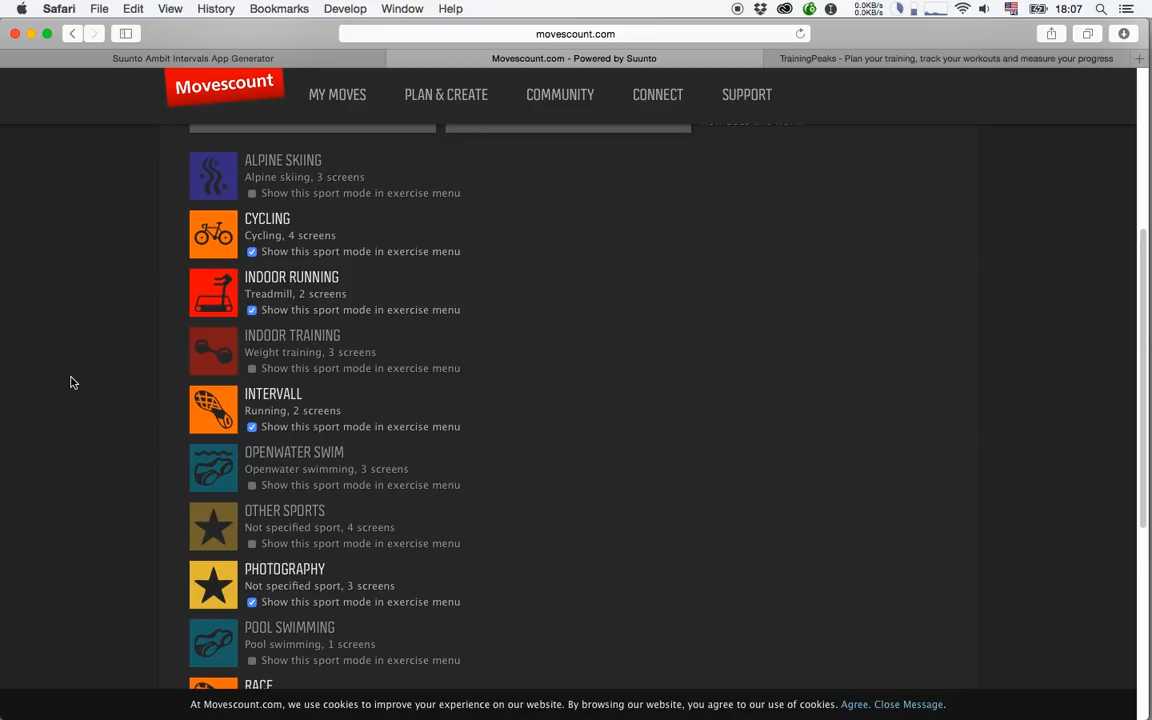 Safari File Edit View History Bookmarks Develop Window Help 0.0KB/s 0.0KB/s 18:07
movescount.com
Suunto Ambit Intervals App Generator Movescount.com - Powered by Suunto TrainingPeaks - Plan your training, track your workouts and measure your progress
Movescount MY MOVES PLAN & CREATE COMMUNITY CONNECT SUPPORT
ALPINE SKIING
Alpine skiing, 3 screens
Show this sport mode in exercise menu
CYCLING
Cycling, 4 screens
Show this sport mode in exercise menu
INDOOR RUNNING
Treadmill, 2 screens
Show this sport mode in exercise menu
INDOOR TRAINING
Weight training, 3 screens
Show this sport mode in exercise menu
INTERVALL
Running, 2 screens
Show this sport mode in exercise menu
OPENWATER SWIM
Openwater swimming, 3 screens
Show this sport mode in exercise menu
OTHER SPORTS
Not specified sport, 4 screens
Show this sport mode in exercise menu
PHOTOGRAPHY
Not specified sport, 3 screens
Show this sport mode in exercise menu
POOL SWIMMING
Pool swimming, 1 screens
Show this sport mode in exercise menu
RACE
At Movescount.com, we use cookies to improve your experience on our website. By browsing our website, you agree to our use of cookies. Agree. Close Message.